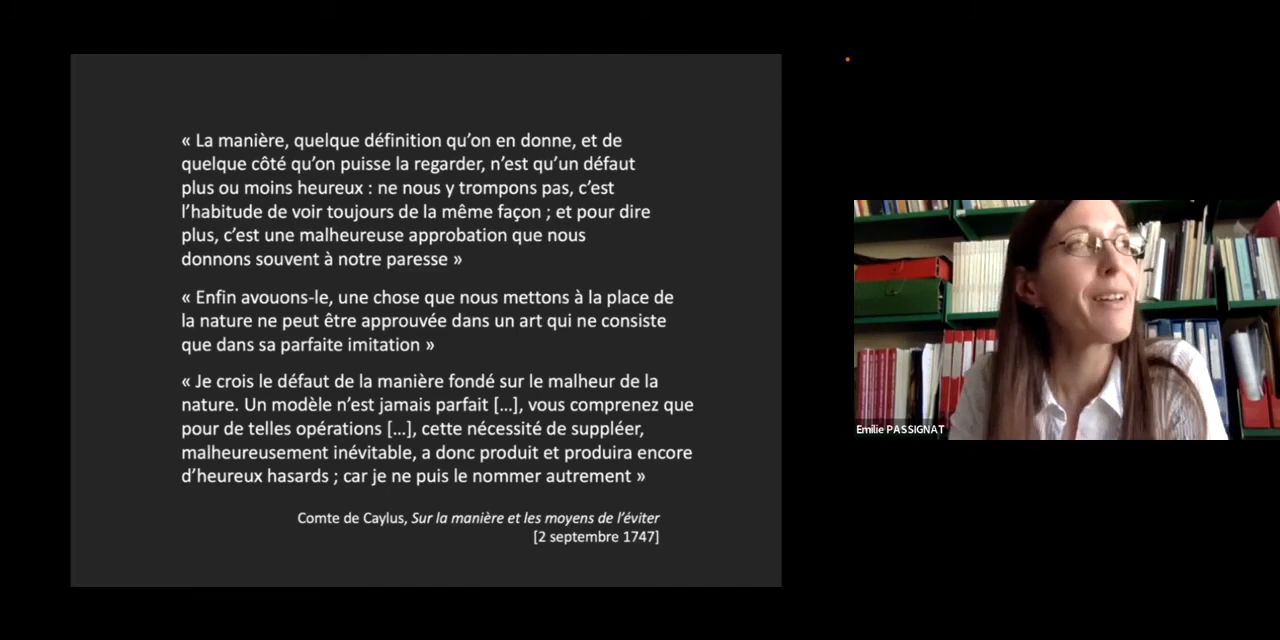 « La manière, quelque définition qu’on en donne, et de
quelque côté qu’on puisse la regarder, n’est qu’un défaut
plus ou moins heureux : ne nous y trompons pas, c’est
l’habitude de voir toujours de la même façon ; et pour dire
plus, c’est une malheureuse approbation que nous
donnons souvent à notre paresse »
« Enfin avouons-le, une chose que nous mettons à la place de
la nature ne peut être approuvée dans un art qui ne consiste
que dans sa parfaite imitation »
« Je crois le défaut de la manière fondé sur le malheur de la
nature. Un modèle n’est jamais parfait […], vous comprenez que
pour de telles opérations […], cette nécessité de suppléer,
malheureusement inévitable, a donc produit et produira encore
d’heureux hasards ; car je ne puis le nommer autrement »
Comte de Caylus, Sur la manière et les moyens de l’éviter
[2 septembre 1747]
Emilie PASSIGNAT